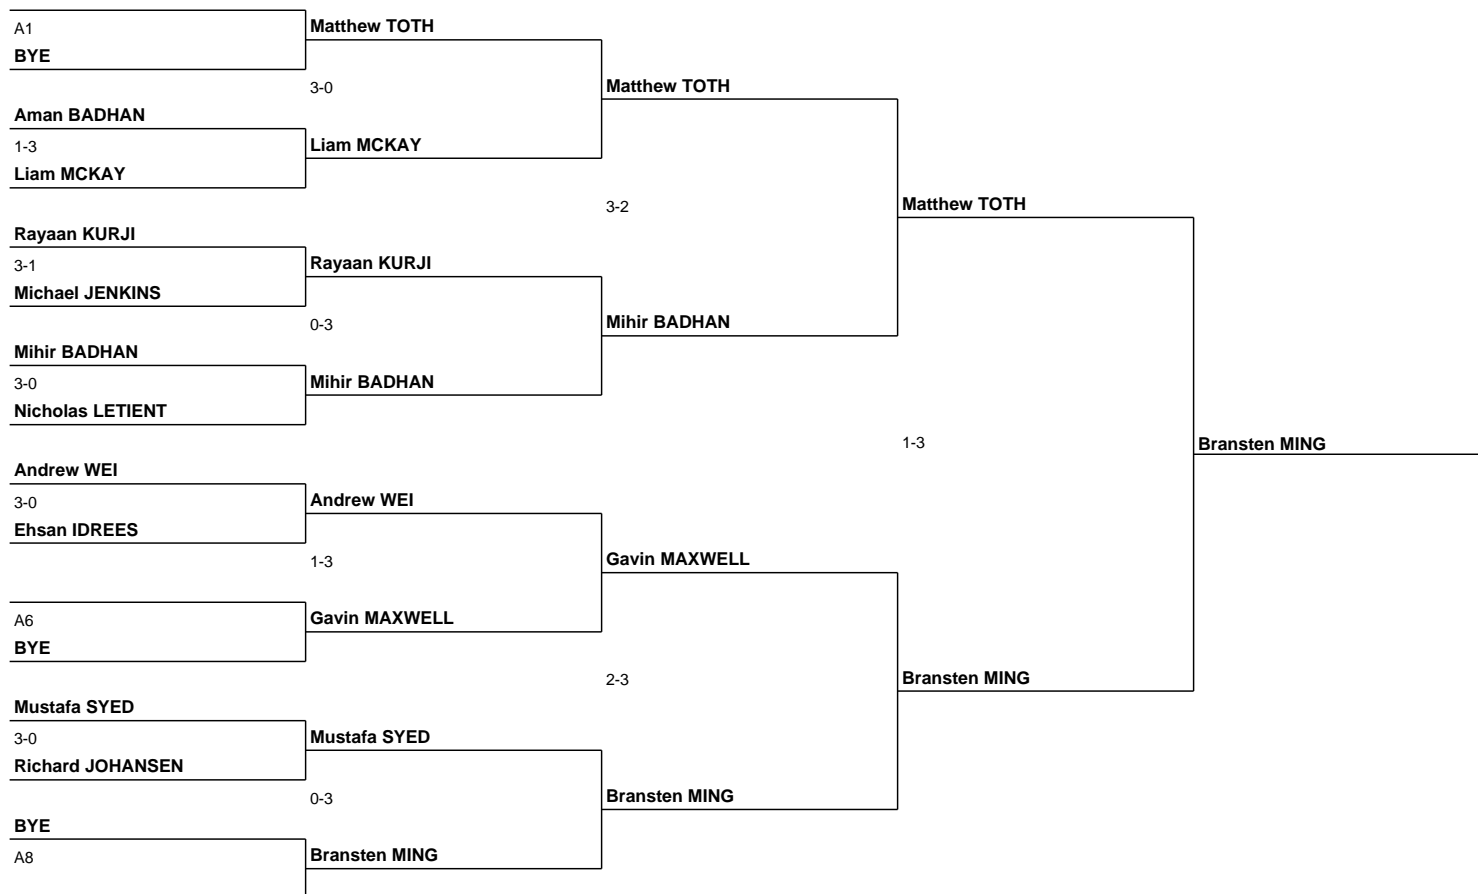 A1
BYE
Aman BADHAN
1-3
Liam MCKAY
Rayaan KURJI
3-1
Michael JENKINS
Mihir BADHAN
3-0
Nicholas LETIENT
Andrew WEI
3-0
Ehsan IDREES
A6
BYE
Mustafa SYED
3-0
Richard JOHANSEN
BYE
A8
Matthew TOTH
3-0
Liam MCKAY
Rayaan KURJI
0-3
Mihir BADHAN
Andrew WEI
1-3
Gavin MAXWELL
Mustafa SYED
0-3
Bransten MING
Matthew TOTH
3-2
Mihir BADHAN
Gavin MAXWELL
2-3
Bransten MING
Matthew TOTH
1-3
Bransten MING
Bransten MING